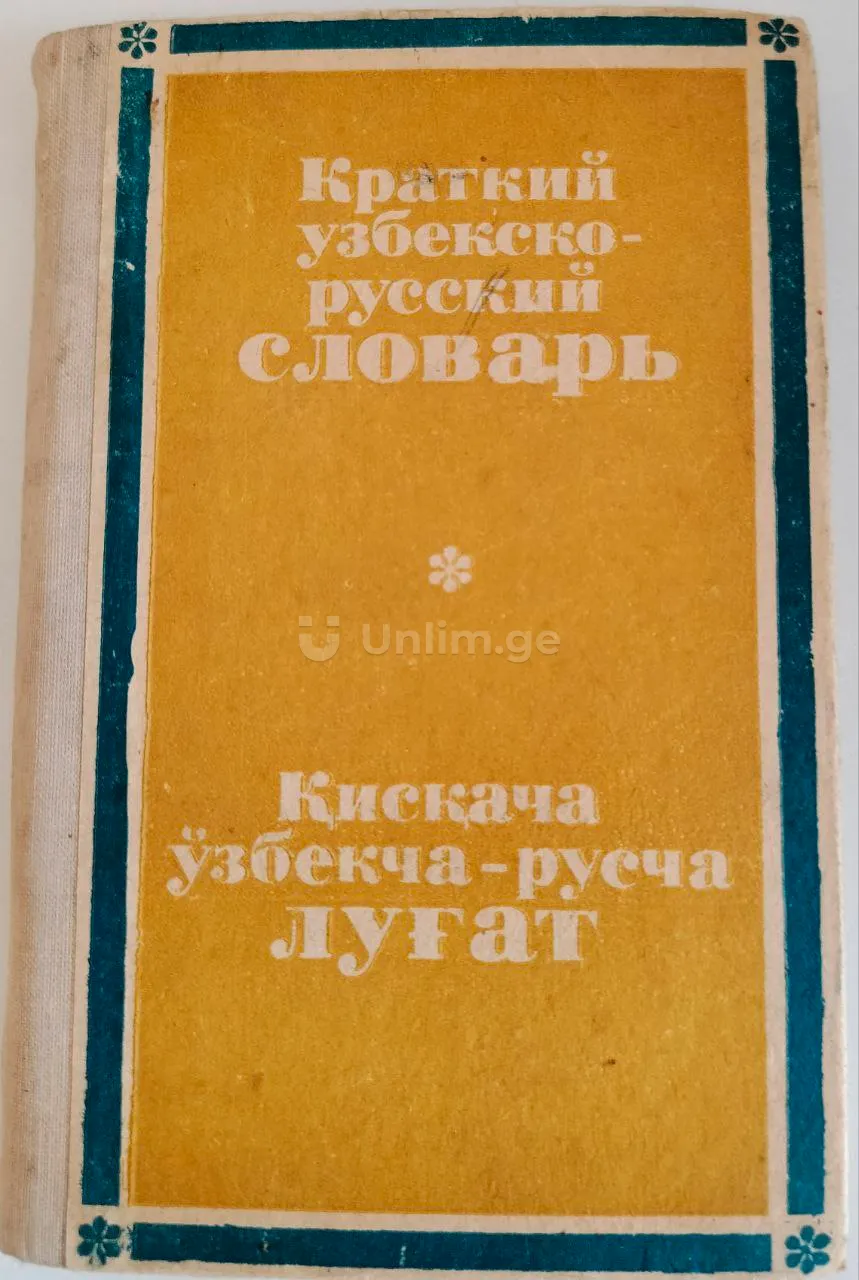 Краткий
узбекско-
русский
словарь
Unlim.ge
Қисқача
ўзбекча-русча
луғат